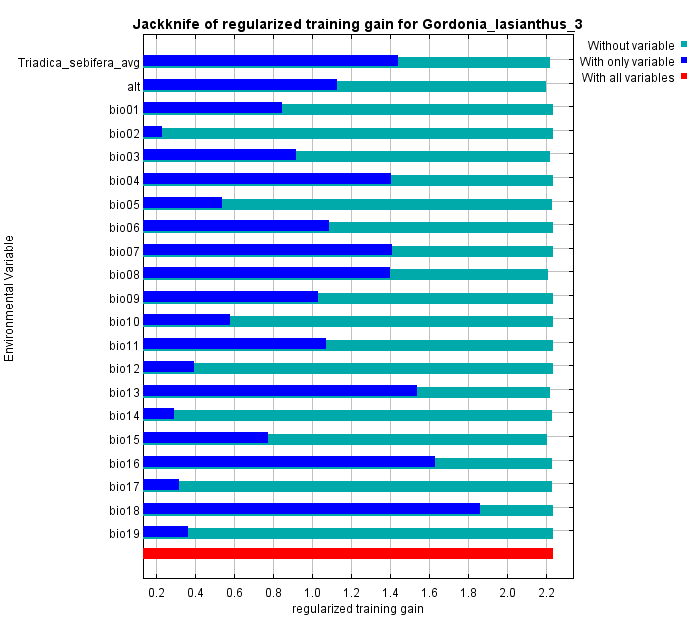 Jackknife of regularized training gain for Gordonia_lasianthus_3
Without variable
With only variable
With all variables
Environmental Variable
Triadica_sebifera_avg
alt
bio01
bio02
bio03
bio04
bio05
bio06
bio07
bio08
bio09
bio10
bio11
bio12
bio13
bio14
bio15
bio16
bio17
bio18
bio19
0.2 0.4 0.6 0.8 1.0 1.2 1.4 1.6 1.8 2.0 2.2
regularized training gain